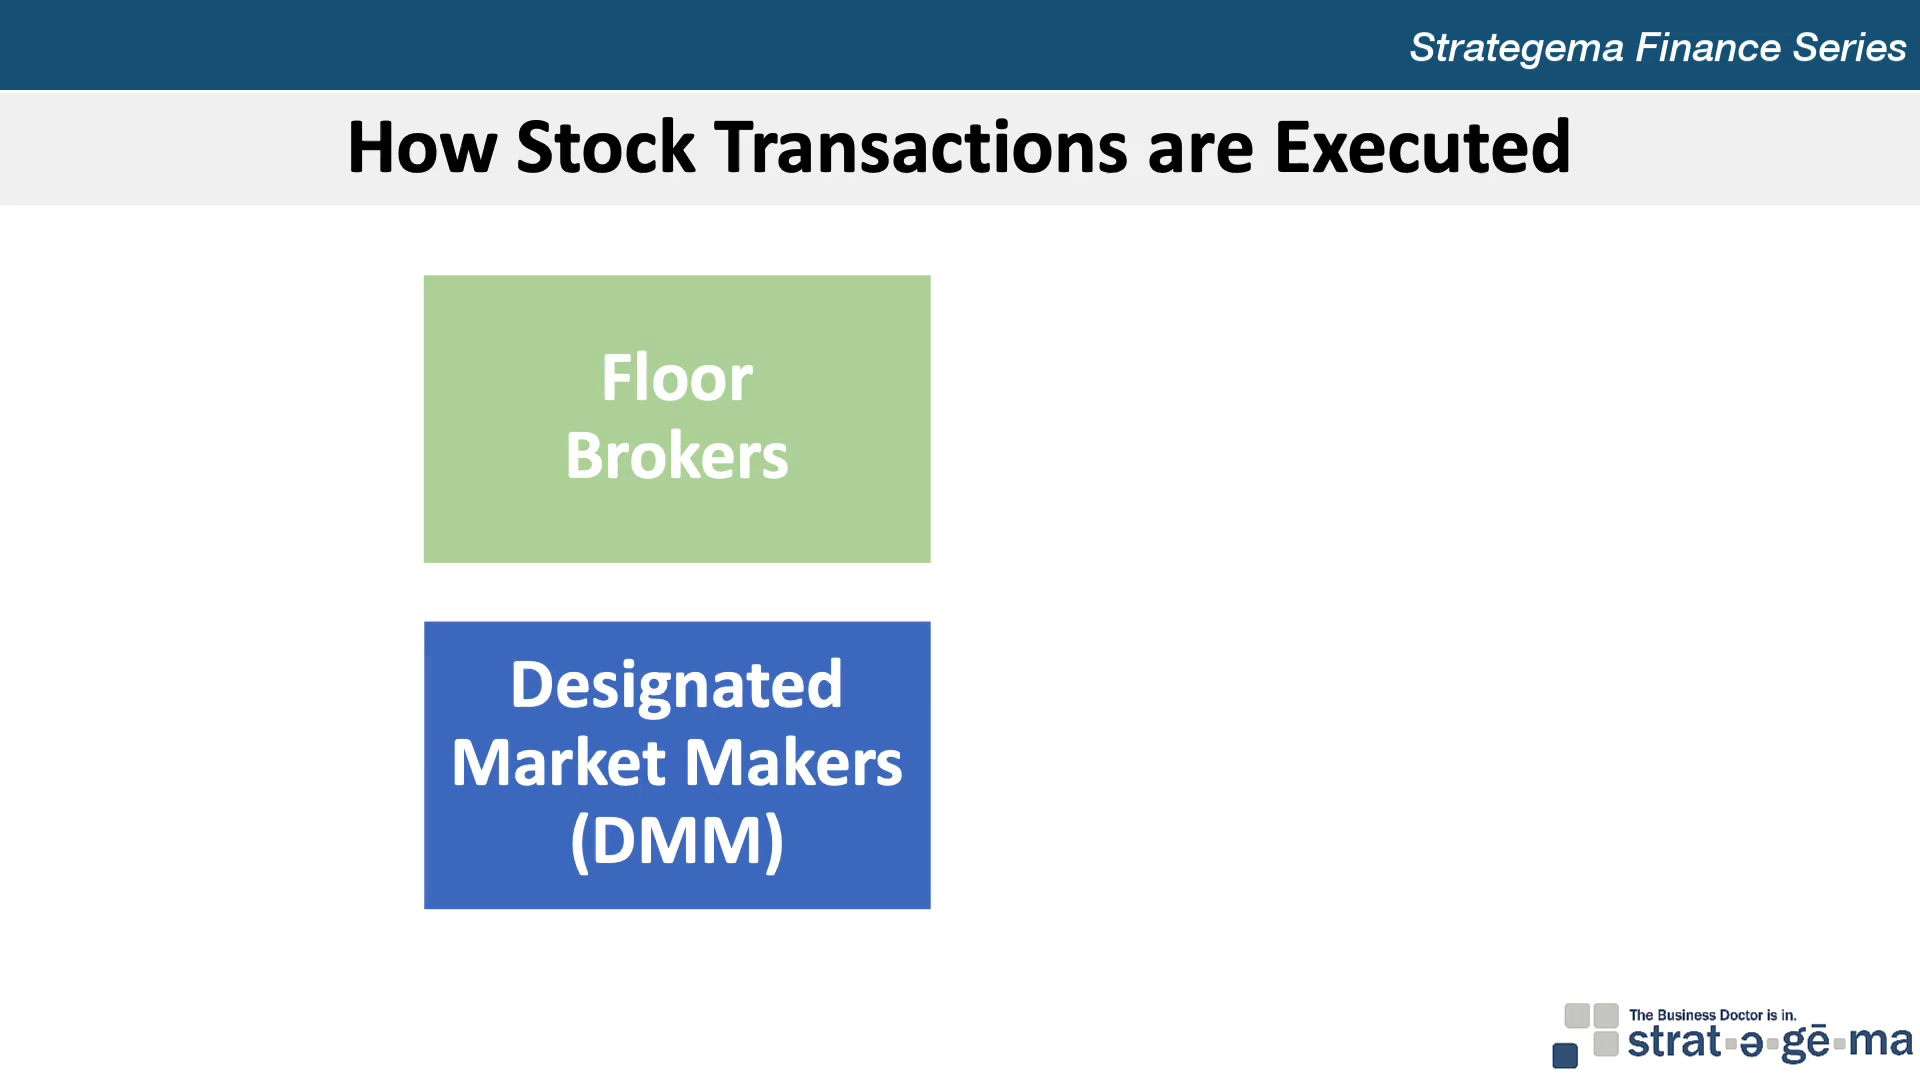 Strategema Finance Series
How Stock Transactions are Executed
Floor
Brokers
Designated
Market Makers
(DMM)
The Business Doctor is in.
strat▪ə▪gē▪ma